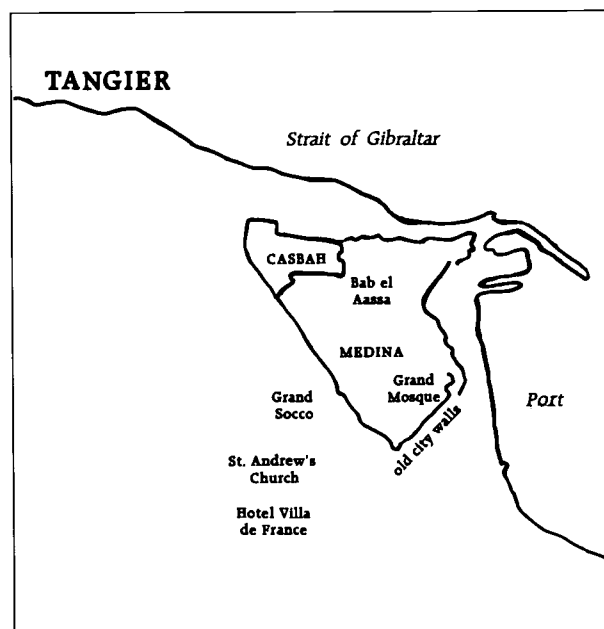 TANGIER
Strait of Gibraltar
CASBAH
Bab el
Aassa
MEDINA
Grand
Mosque
Grand
Socco
Port
old city walls
St. Andrew's
Church
Hotel Villa
de France